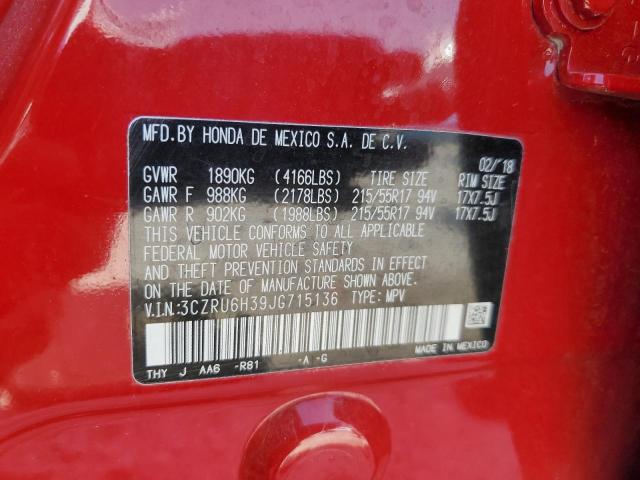 MFD.BY HONDA DE MEXICO S.A. DE C.V.
02/'18
GVWR 1890KG (4166LBS) TIRE SIZE RIM SIZE
GAWR F 988KG (2178LBS) 215/55R17 94V 17X7.5J
GAWR R 902KG (1988LBS) 215/55R17 94V 17X7.5J
THIS VEHICLE CONFORMS TO ALL APPLICABLE
FEDERAL MOTOR VEHICLE SAFETY
AND THEFT PREVENTION STANDARDS IN EFFECT
ON THE DATE OF MANUFACTURE SHOWN ABOVE.
V.I.N.:3CZRU6H39JG715136 TYPE: MPV
MADE IN MEXICO
THY J AA6 -R81 -A -G